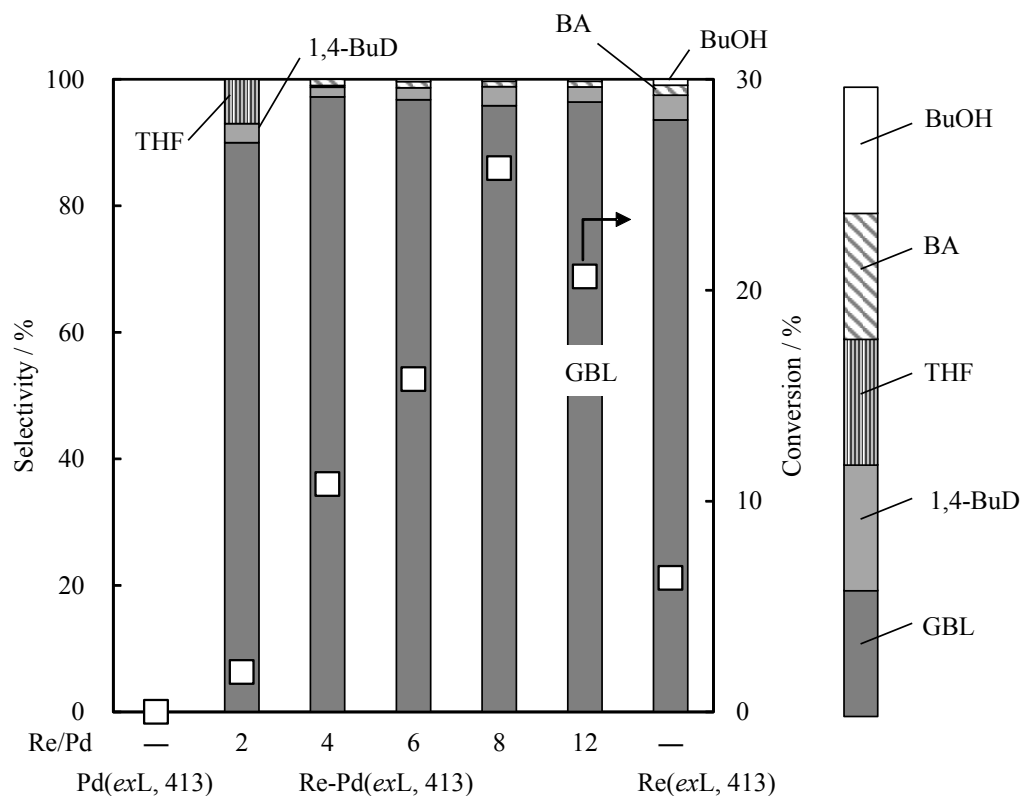 BA
BuOH
1,4-BuD
100
80
60
40
20
0
Selectivity / %
THF
GBL
30
20
10
0
Conversion / %
BuOH
BA
THF
1,4-BuD
GBL
Re/Pd — 2 4 6 8 12 —
Pd(exL, 413) Re-Pd(exL, 413) Re(exL, 413)